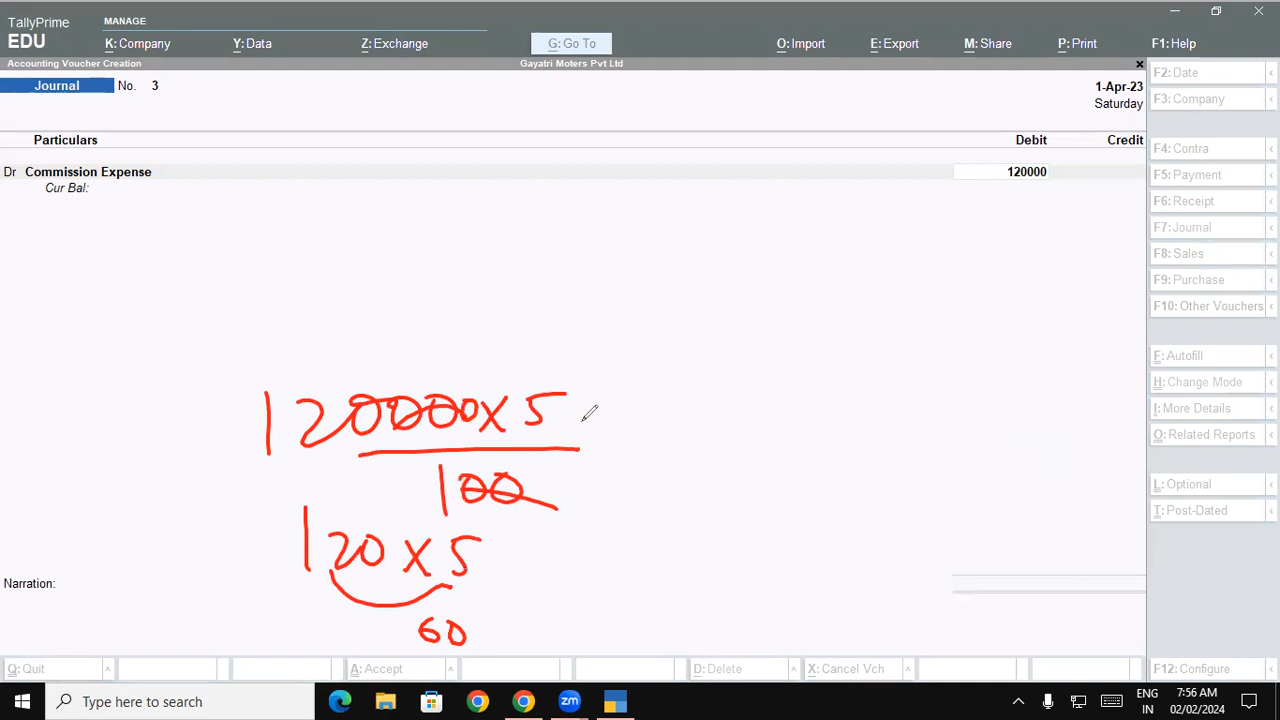 TallyPrime
MANAGE
EDU
K: Company
Y: Data
Z: Exchange
G: Go To
O: Import
E: Export
M: Share
P: Print
F1: Help
Accounting Voucher Creation
Gayatri Moters Pvt Ltd
Journal No. 3
1-Apr-23
Saturday
Particulars Debit Credit
Dr Commission Expense 120000
Cur Bal:
F2: Date
F3: Company
F4: Contra
F5: Payment
F6: Receipt
F7: Journal
F8: Sales
F9: Purchase
F10: Other Vouchers
F: Autofill
H: Change Mode
I: More Details
O: Related Reports
L: Optional
T: Post-Dated
120000 x 5
100
120 x 5
60
Narration:
Q: Quit
A: Accept
D: Delete
X: Cancel Vch
F12: Configure
Type here to search
zm
ENG
IN
7:56 AM
02/02/2024